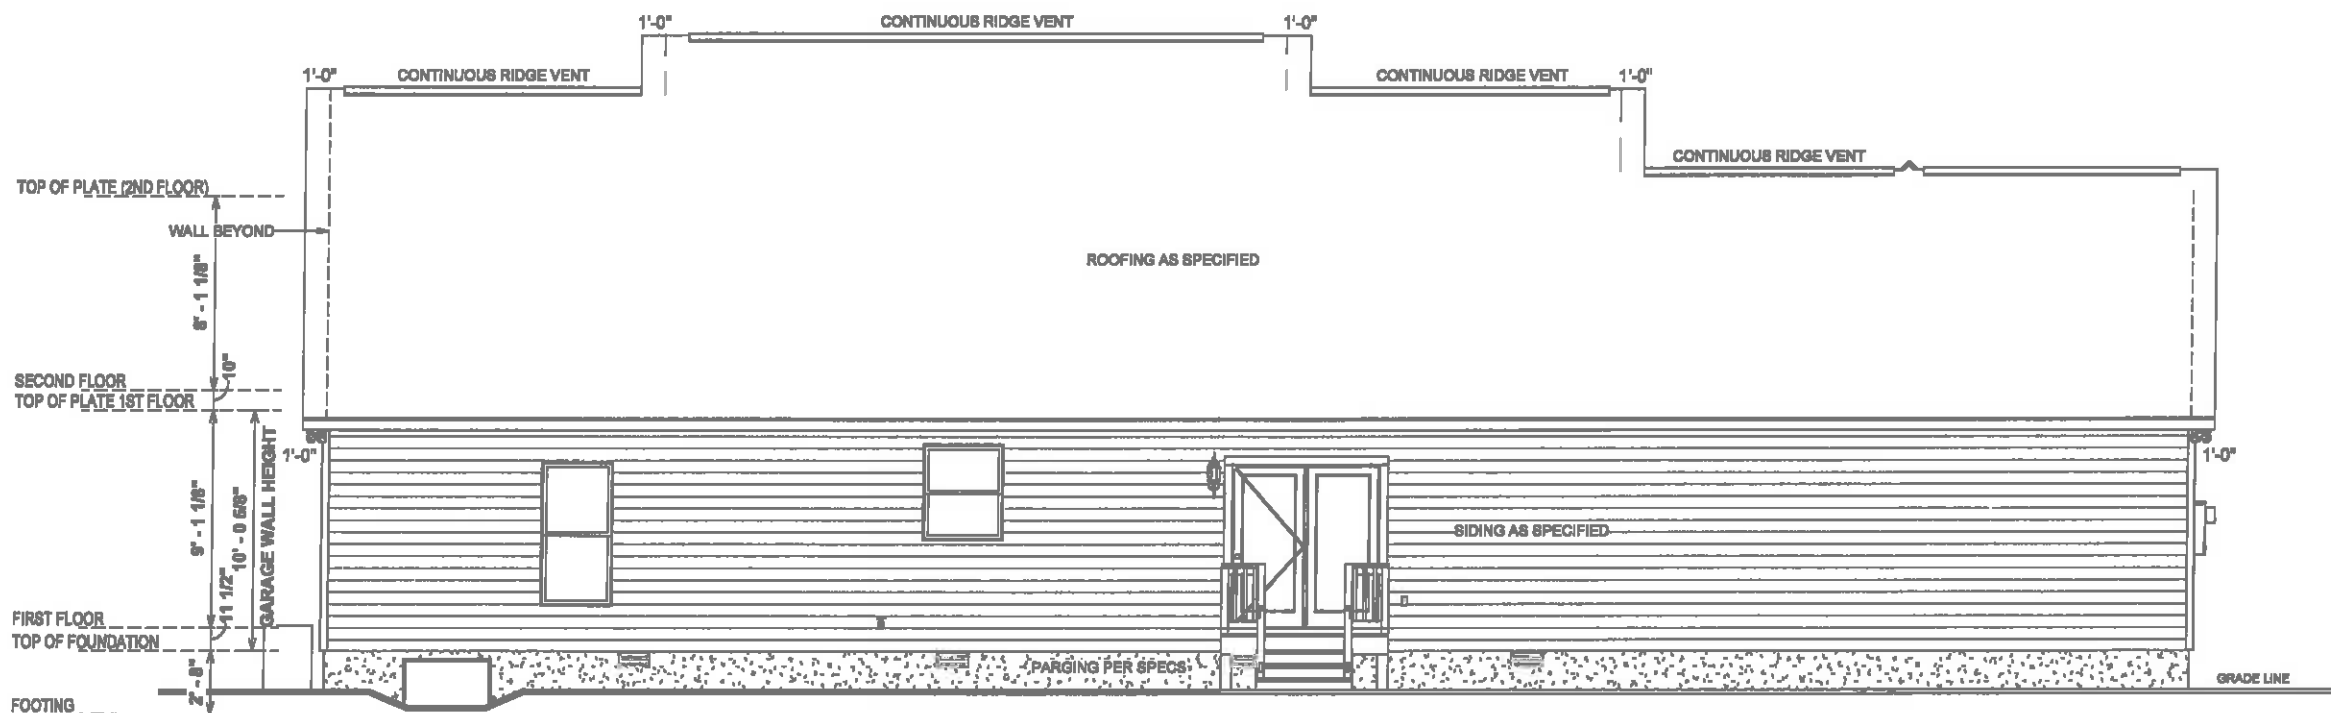 1'-0" CONTINUOUS RIDGE VENT 1'-0"
1'-0" CONTINUOUS RIDGE VENT CONTINUOUS RIDGE VENT 1'-0"
CONTINUOUS RIDGE VENT
TOP OF PLATE (2ND FLOOR)
WALL BEYOND
ROOFING AS SPECIFIED
8' - 1 1/8"
10"
SECOND FLOOR
TOP OF PLATE 1ST FLOOR
1'-0" 1'-0"
9' - 1 1/8"
10' - 0 5/8"
GARAGE WALL HEIGHT
SIDING AS SPECIFIED
11 1/2"
FIRST FLOOR
TOP OF FOUNDATION
PARGING PER SPECS
2' - 8"
GRADE LINE
FOOTING